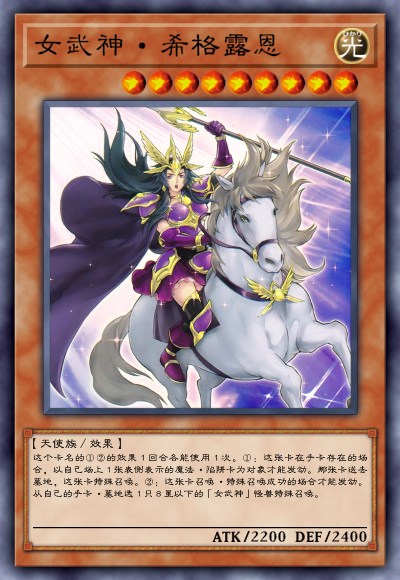 女武神·希格露恩
ひかり
光
【天使族／效果】
这个卡名的①②的效果1回合各能使用1次。①：这张卡在手卡存在的场
合，以自己场上1张表侧表示的魔法·陷阱卡为对象才能发动。那张卡送去
墓地，这张卡特殊召唤。②：这张卡召唤·特殊召唤成功的场合才能发动。
从自己的手卡·墓地选1只8星以下的「女武神」怪兽特殊召唤。
ATK/2200 DEF/2400